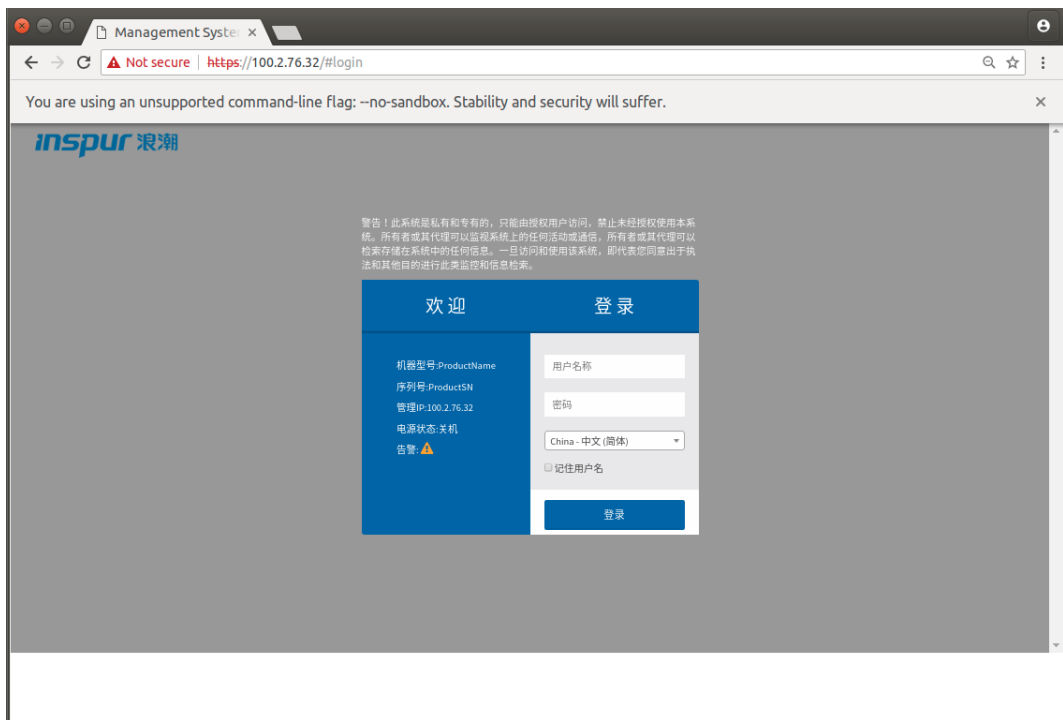 Management Syste
Not secure | https://100.2.76.32/#login
You are using an unsupported command-line flag: --no-sandbox. Stability and security will suffer.
inspur 浪潮
警告！此系统是私有和专有的，只能由授权用户访问，禁止未经授权使用本系
统。所有者或其代理可以监视系统上的任何活动或通信，所有者或其代理可以
检索存储在系统中的任何信息。一旦访问和使用该系统，即代表您同意出于执
法和其他目的进行此类监控和信息检索。
欢迎
登录
机器型号:ProductName
序列号:ProductSN
管理IP:100.2.76.32
电源状态:关机
告警:
用户名称
密码
China - 中文 (简体)
记住用户名
登录